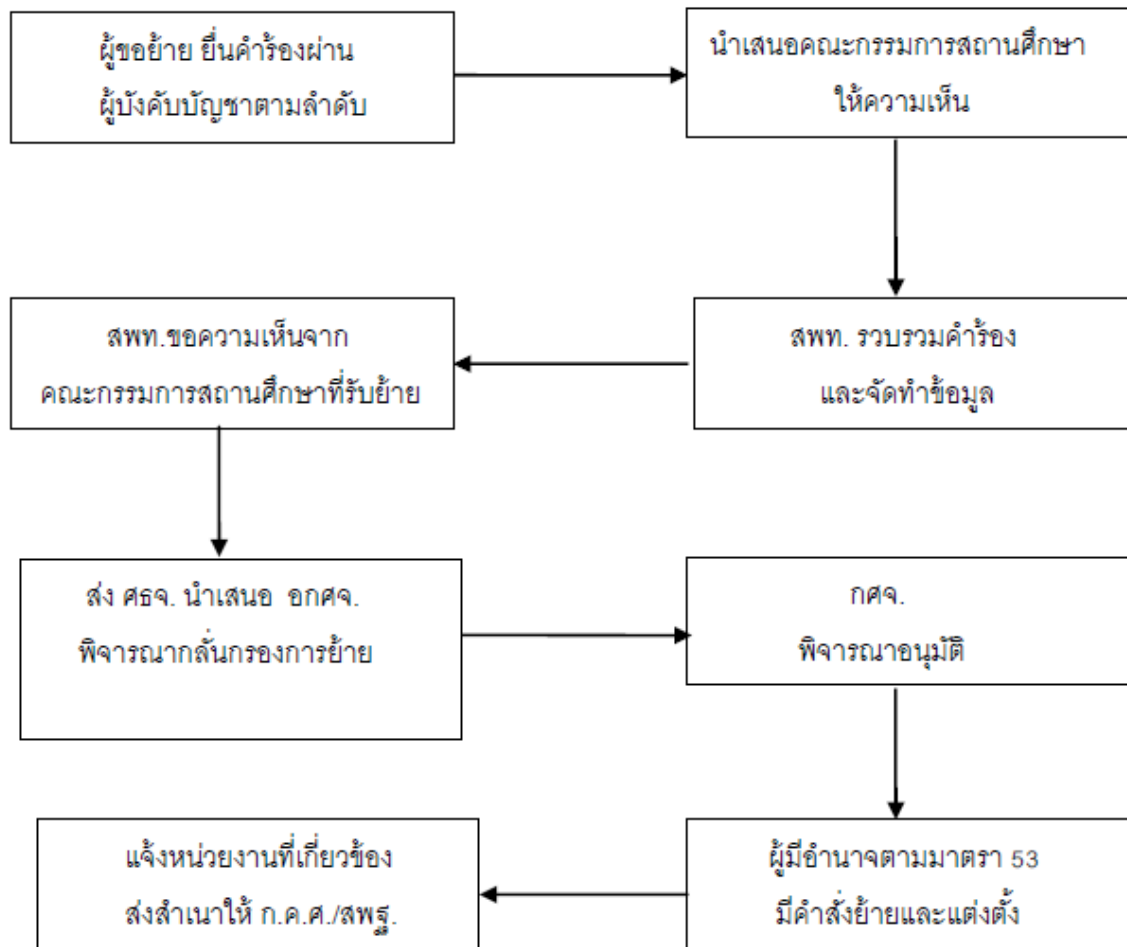 ผู้ขอย้าย ยื่นคำร้องผ่าน
ผู้บังคับบัญชาตามลำดับ
นำเสนอคณะกรรมการสถานศึกษา
ให้ความเห็น
สพท. รวบรวมคำร้อง
และจัดทำข้อมูล
สพท.ขอความเห็นจาก
คณะกรรมการสถานศึกษาที่รับย้าย
ส่ง ศธจ. นำเสนอ อกศจ.
พิจารณากลั่นกรองการย้าย
กศจ.
พิจารณาอนุมัติ
ผู้มีอำนาจตามมาตรา 53
มีคำสั่งย้ายและแต่งตั้ง
แจ้งหน่วยงานที่เกี่ยวข้อง
ส่งสำเนาให้ ก.ค.ศ./สพฐ.